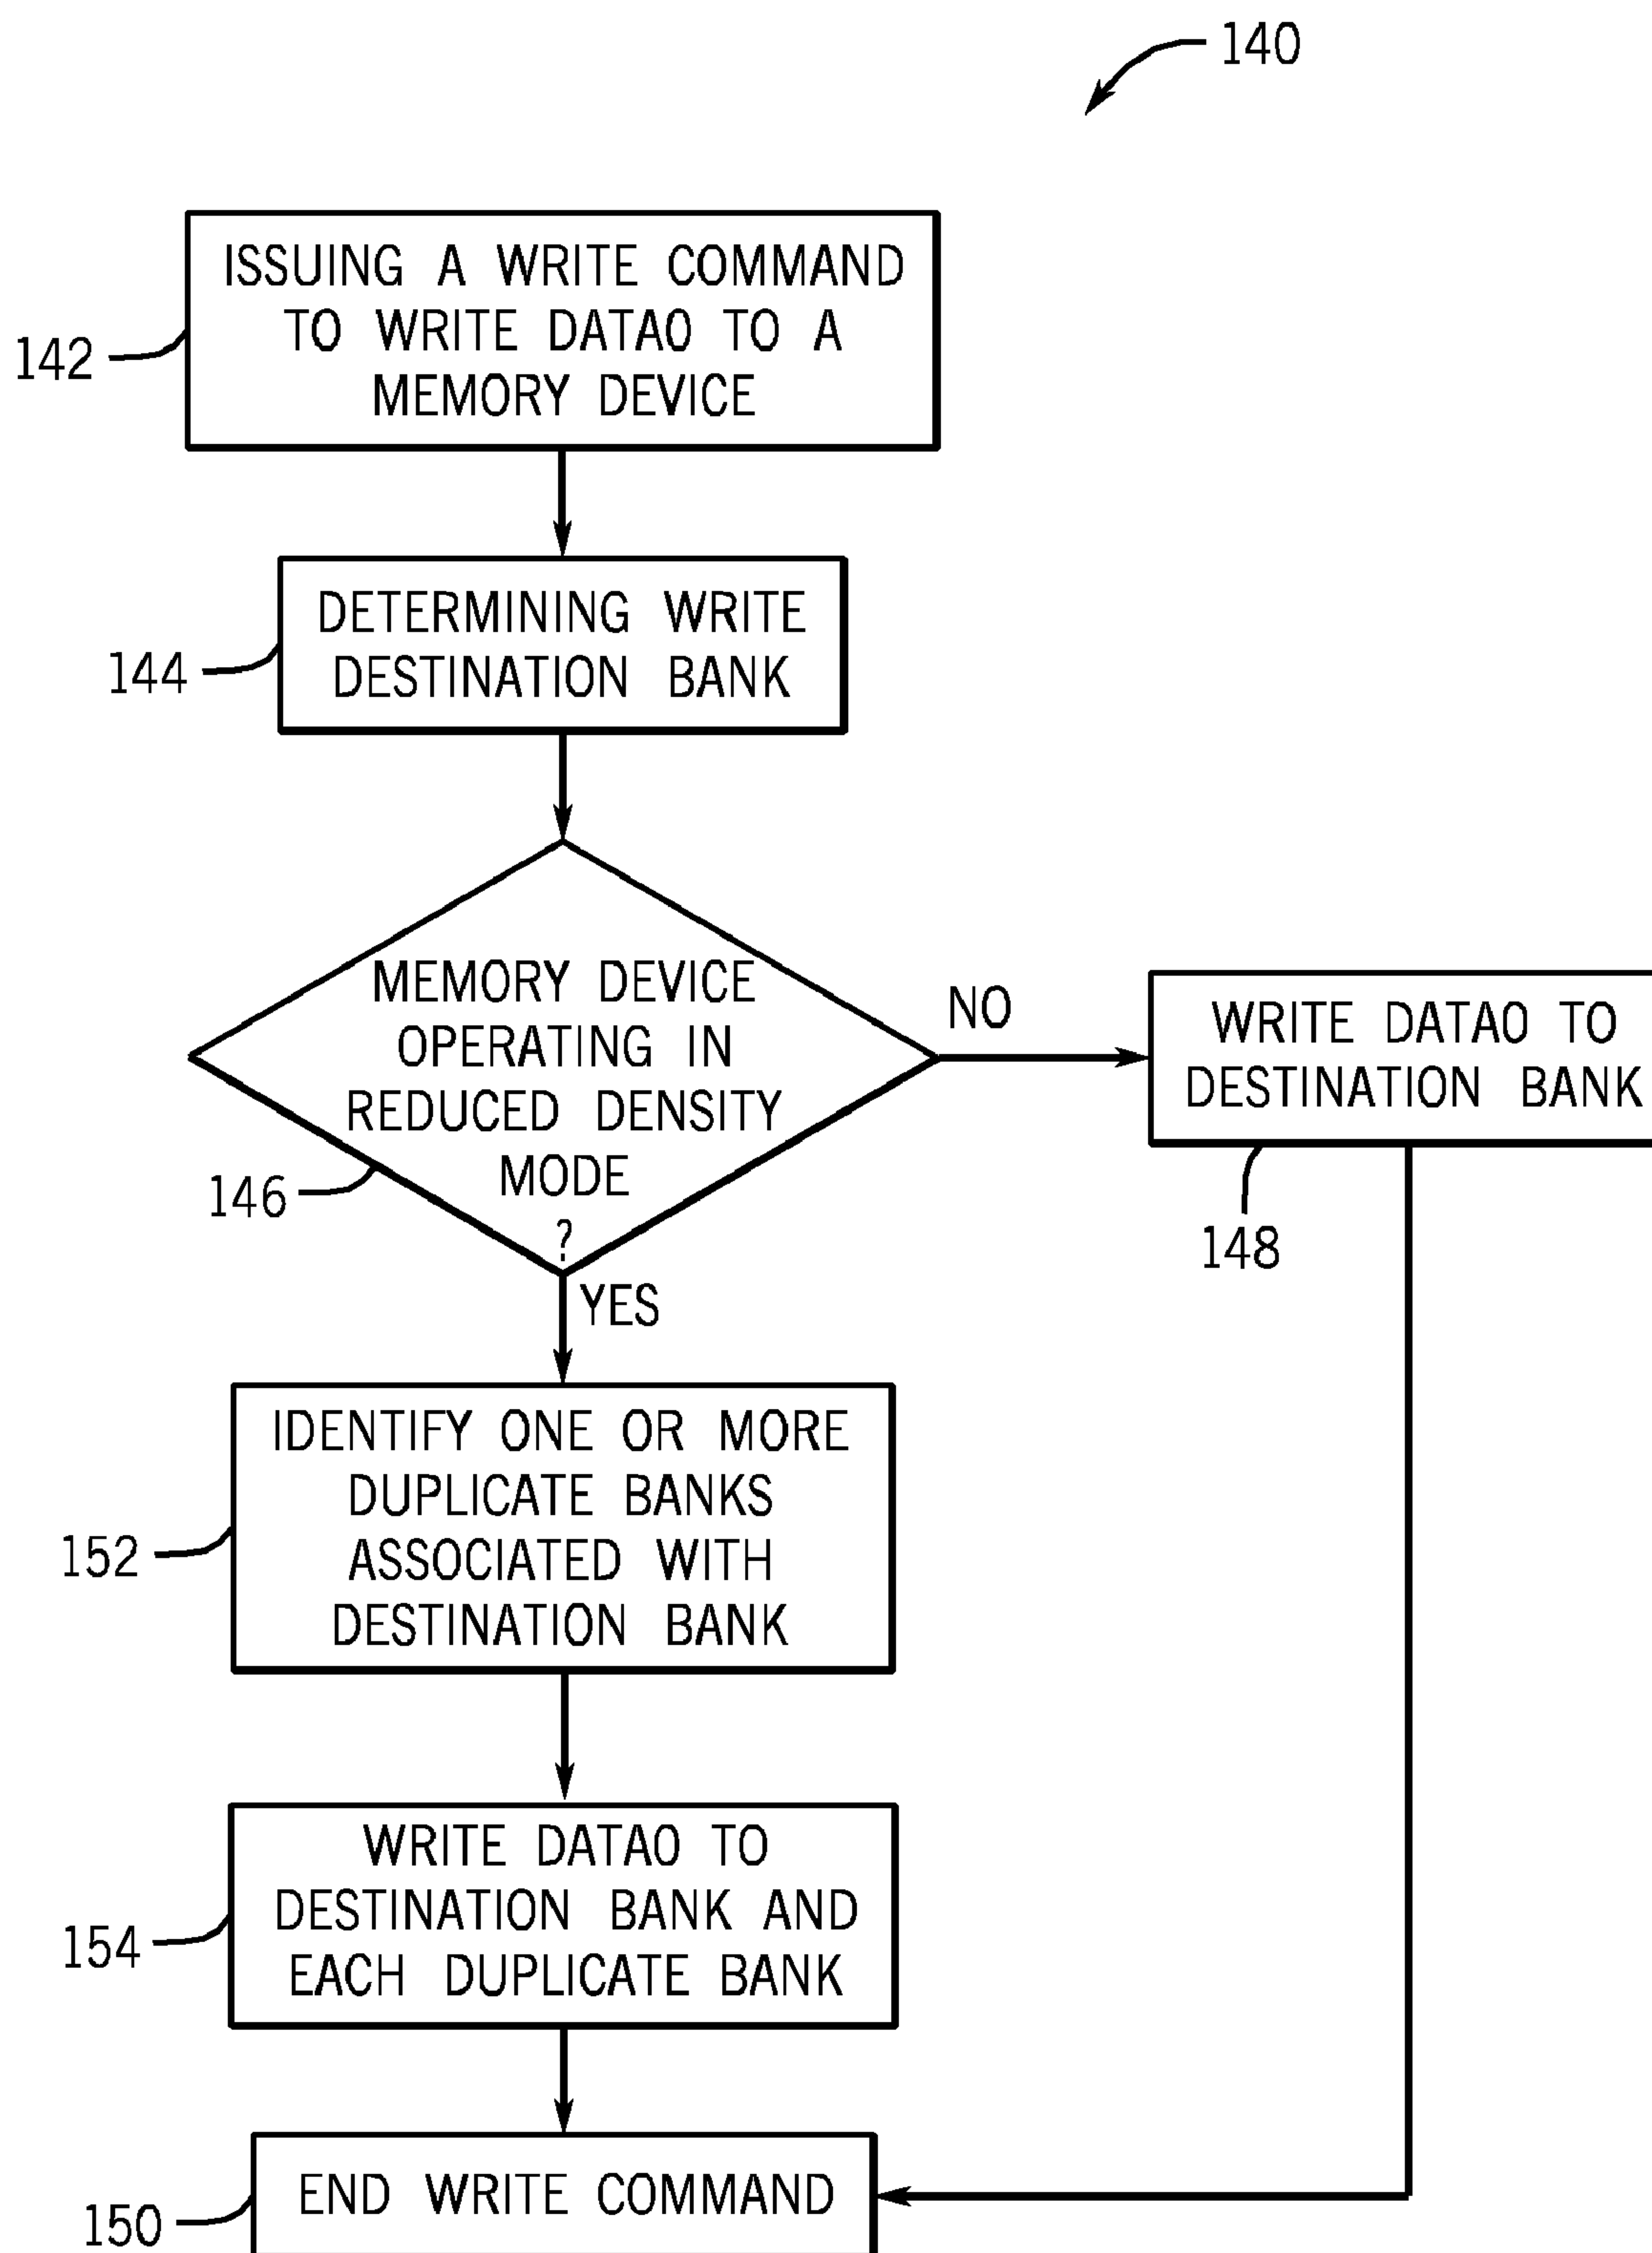 140
ISSUING A WRITE COMMAND
TO WRITE DATA0 TO A
MEMORY DEVICE
142
DETERMINING WRITE
DESTINATION BANK
144
MEMORY DEVICE
OPERATING IN
REDUCED DENSITY
MODE
?
146
NO
WRITE DATA0 TO
DESTINATION BANK
148
YES
IDENTIFY ONE OR MORE
DUPLICATE BANKS
ASSOCIATED WITH
DESTINATION BANK
152
WRITE DATA0 TO
DESTINATION BANK AND
EACH DUPLICATE BANK
154
END WRITE COMMAND
150